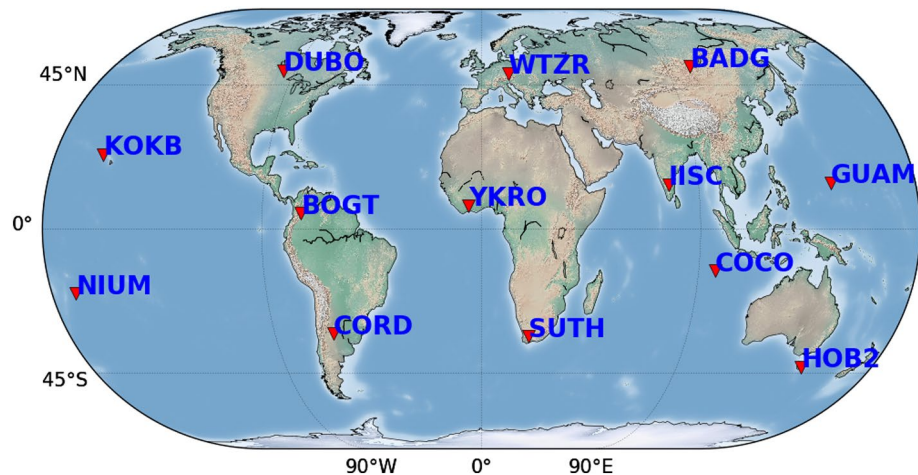 DUBO
WTZR
BADG
45°N
KOKB
IISC
GUAM
YKRO
BOGT
0°
COCO
NIUM
CORD
SUTH
HOB2
45°S
90°W
0°
90°E